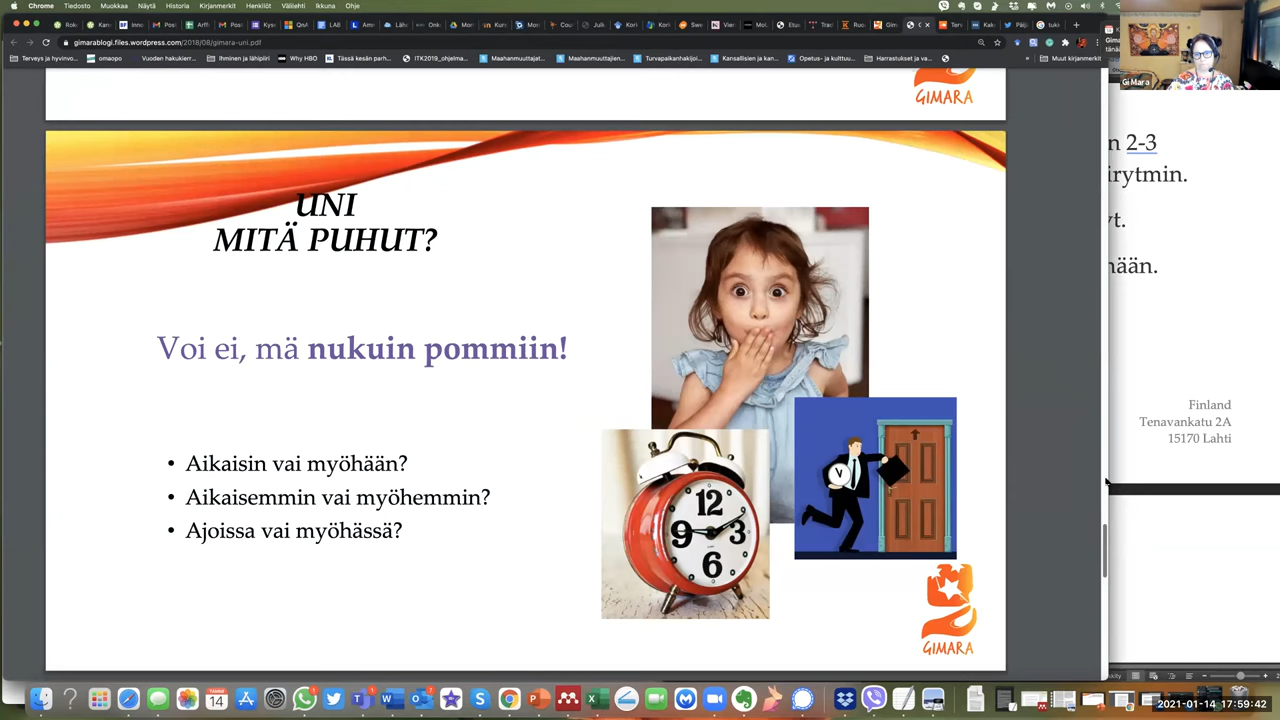 Chrome Tiedosto Muokkaa Näytä Historia Kirjanmerkit Henkilöt Välilehti Ikkuna Ohje
gimarablogi.files.wordpress.com/2018/08/gimara-uni.pdf
Terveys ja hyvinvo... omaopo Vuoden hakukierr... Ihminen ja lähipiiri Why HBO Tässä kesän parh... ITK2019_ohjelma... Maahanmuuttajat... Maahanmuuttajien... Turvapaikanhakijo... Kansallisien ja kan... Opetus- ja kulttuu... Harrastukset ja va... Muut kirjanmerkit
Gi Mara
GIMARA
UNI
MITÄ PUHUT?
Voi ei, mä nukuin pommiin!
• Aikaisin vai myöhään?
• Aikaisemmin vai myöhemmin?
• Ajoissa vai myöhässä?
12
9 3
6
V
GIMARA
n 2-3
irytmin.
yt.
nään.
Finland
Tenavankatu 2A
15170 Lahti
14
2021-01-14 17:59:42